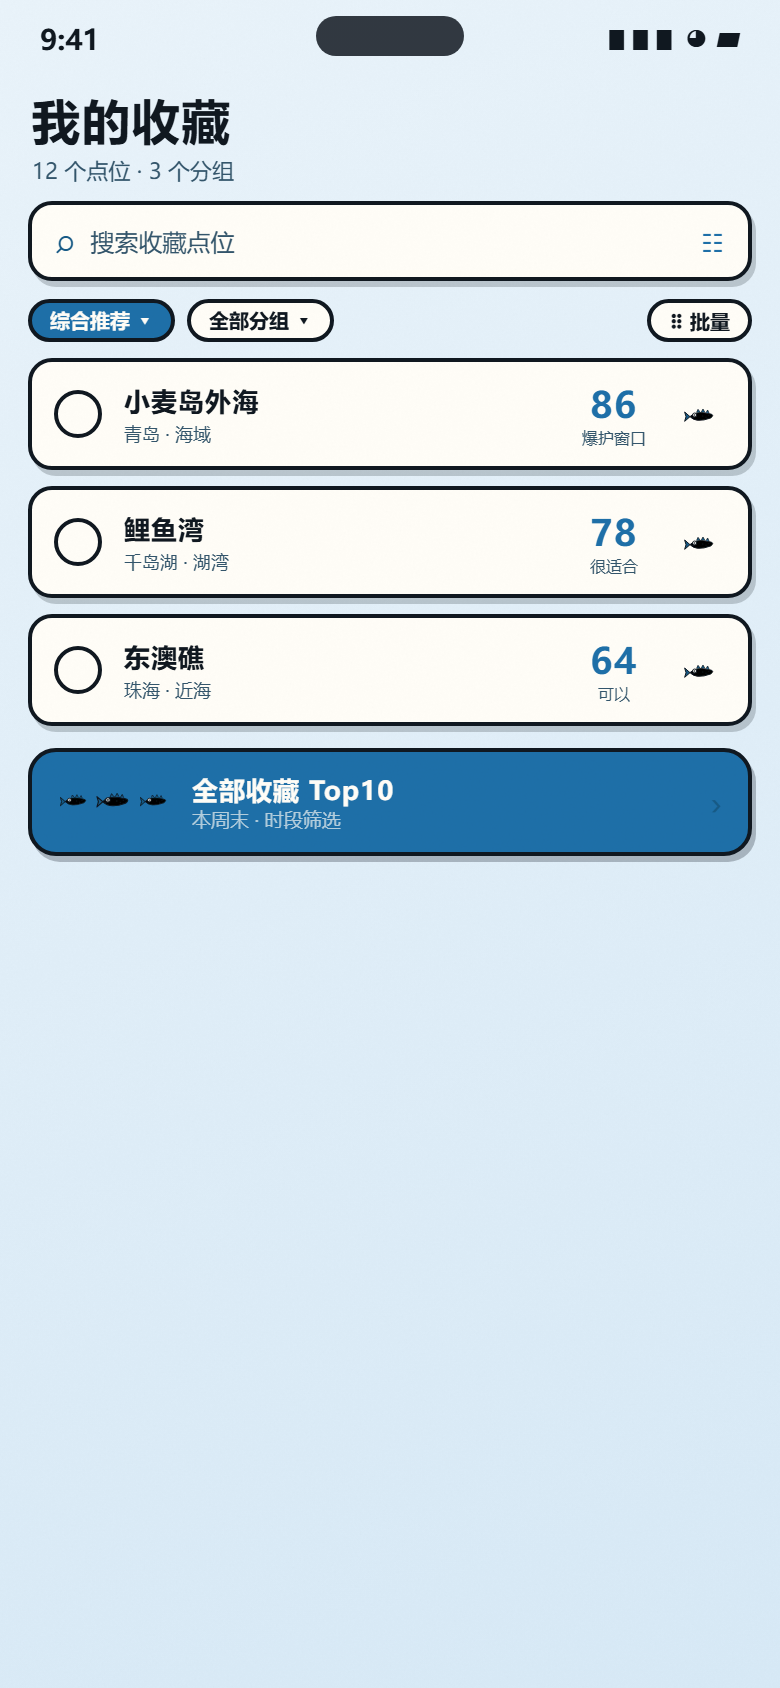 9:41
我的收藏
12 个点位 · 3 个分组
搜索收藏点位
综合推荐 ▾ 全部分组 ▾ ⠿ 批量
小麦岛外海
青岛 · 海域
86
爆护窗口
鲤鱼湾
千岛湖 · 湖湾
78
很适合
东澳礁
珠海 · 近海
64
可以
全部收藏 Top10
本周末 · 时段筛选